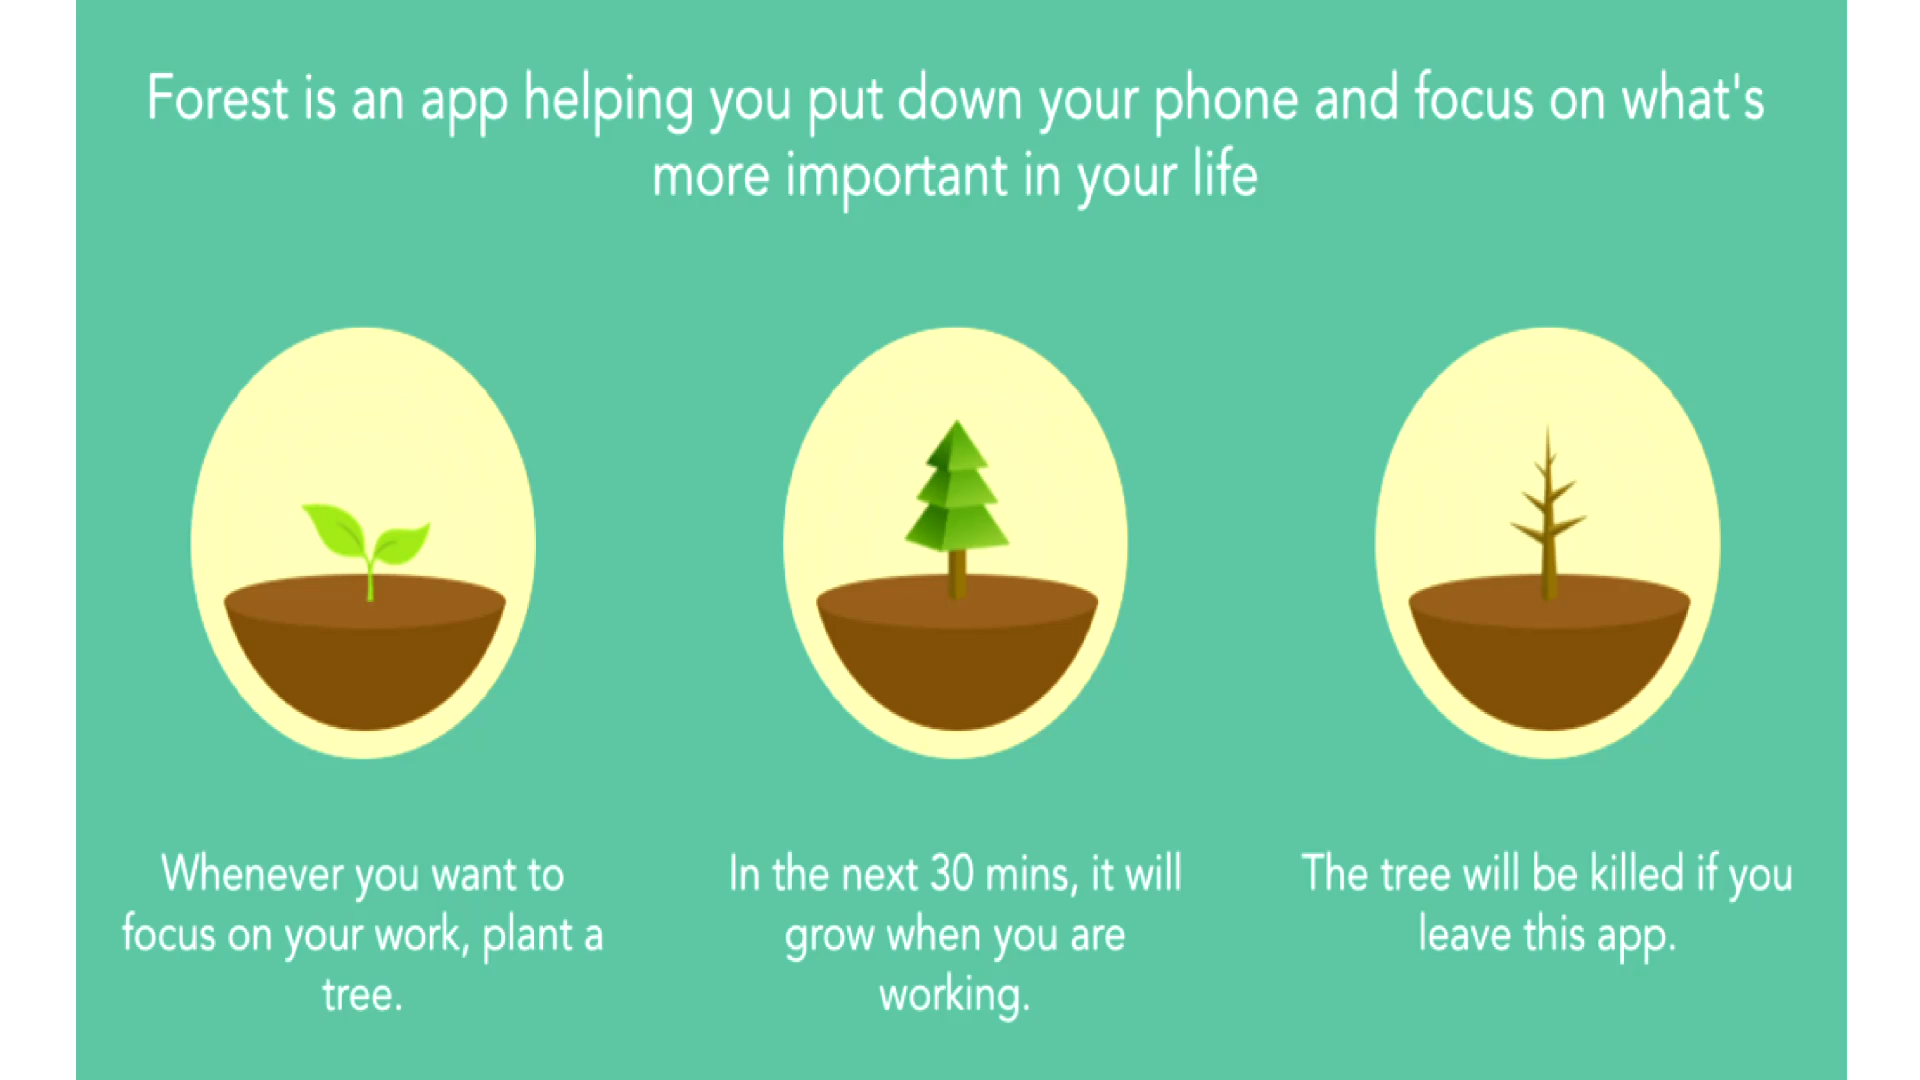 Forest is an app helping you put down your phone and focus on what's
more important in your life
Whenever you want to
focus on your work, plant a
tree.
In the next 30 mins, it will
grow when you are
working.
The tree will be killed if you
leave this app.